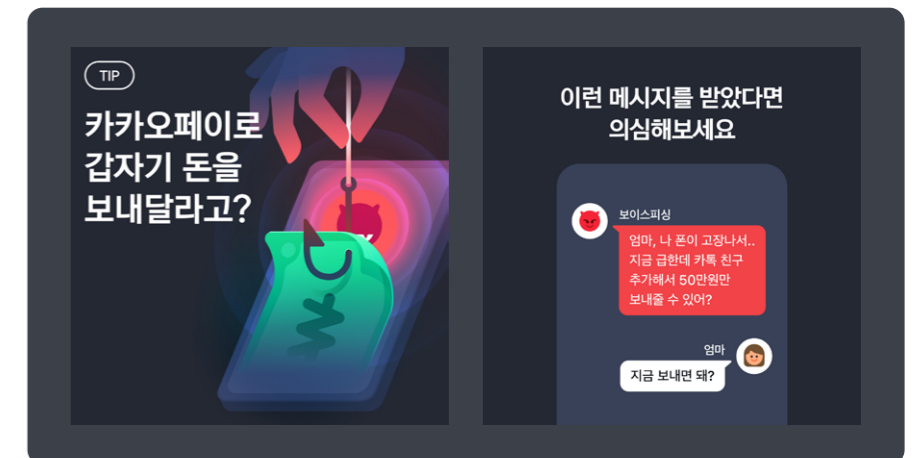 TIP
카카오페이로
갑자기 돈을
보내달라고?
이런 메시지를 받았다면
의심해보세요
보이스피싱
엄마, 나 폰이 고장나서..
지금 급한데 카톡 친구
추가해서 50만원만
보내줄 수 있어?
엄마
지금 보내면 돼?